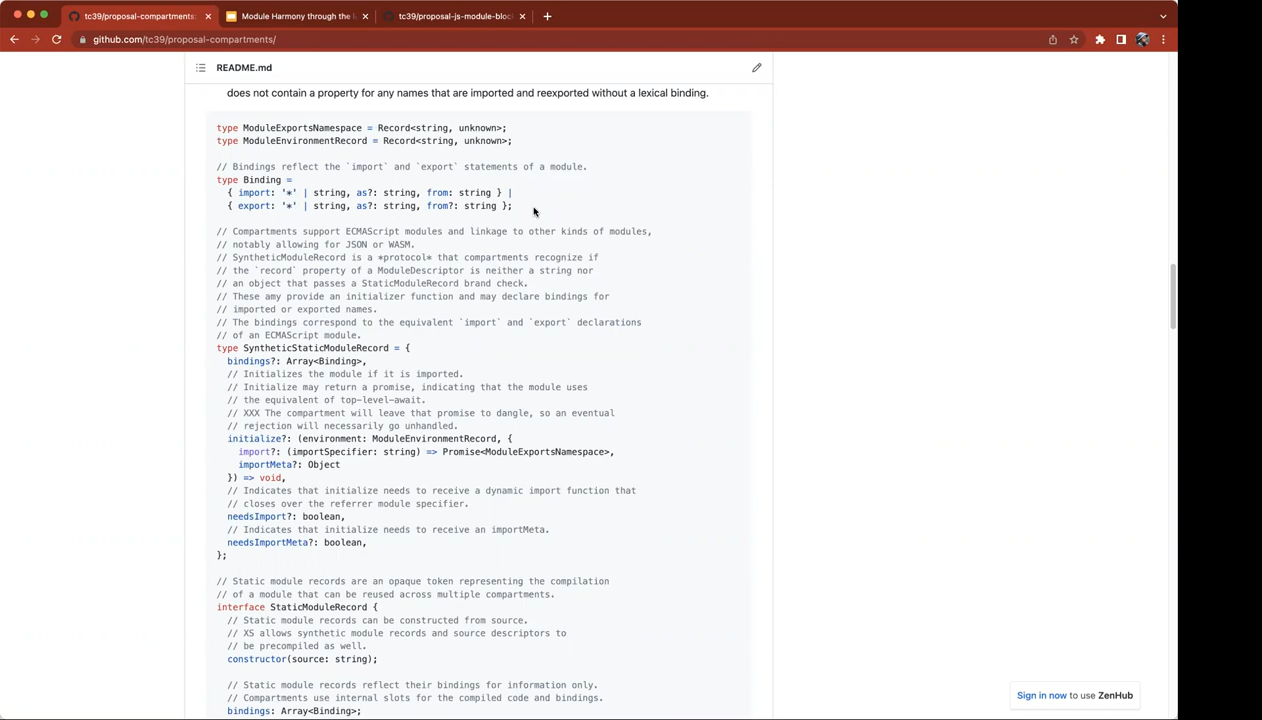 tc39/proposal-compartments:
Module Harmony through the l
tc39/proposal-js-module-block
github.com/tc39/proposal-compartments/
README.md
does not contain a property for any names that are imported and reexported without a lexical binding.
type ModuleExportsNamespace = Record<string, unknown>;
type ModuleEnvironmentRecord = Record<string, unknown>;
// Bindings reflect the `import` and `export` statements of a module.
type Binding =
{ import: '*' | string, as?: string, from: string } |
{ export: '*' | string, as?: string, from?: string };
// Compartments support ECMAScript modules and linkage to other kinds of modules,
// notably allowing for JSON or WASM.
// SyntheticModuleRecord is a *protocol* that compartments recognize if
// the `record` property of a ModuleDescriptor is neither a string nor
// an object that passes a StaticModuleRecord brand check.
// These amy provide an initializer function and may declare bindings for
// imported or exported names.
// The bindings correspond to the equivalent `import` and `export` declarations
// of an ECMAScript module.
type SyntheticStaticModuleRecord = {
bindings?: Array<Binding>,
// Initializes the module if it is imported.
// Initialize may return a promise, indicating that the module uses
// the equivalent of top-level-await.
// XXX The compartment will leave that promise to dangle, so an eventual
// rejection will necessarily go unhandled.
initialize?: (environment: ModuleEnvironmentRecord, {
import?: (importSpecifier: string) => Promise<ModuleExportsNamespace>,
importMeta?: Object
}) => void,
// Indicates that initialize needs to receive a dynamic import function that
// closes over the referrer module specifier.
needsImport?: boolean,
// Indicates that initialize needs to receive an importMeta.
needsImportMeta?: boolean,
};
// Static module records are an opaque token representing the compilation
// of a module that can be reused across multiple compartments.
interface StaticModuleRecord {
// Static module records can be constructed from source.
// XS allows synthetic module records and source descriptors to
// be precompiled as well.
constructor(source: string);
// Static module records reflect their bindings for information only.
// Compartments use internal slots for the compiled code and bindings.
bindings: Array<Binding>;
Sign in now to use ZenHub